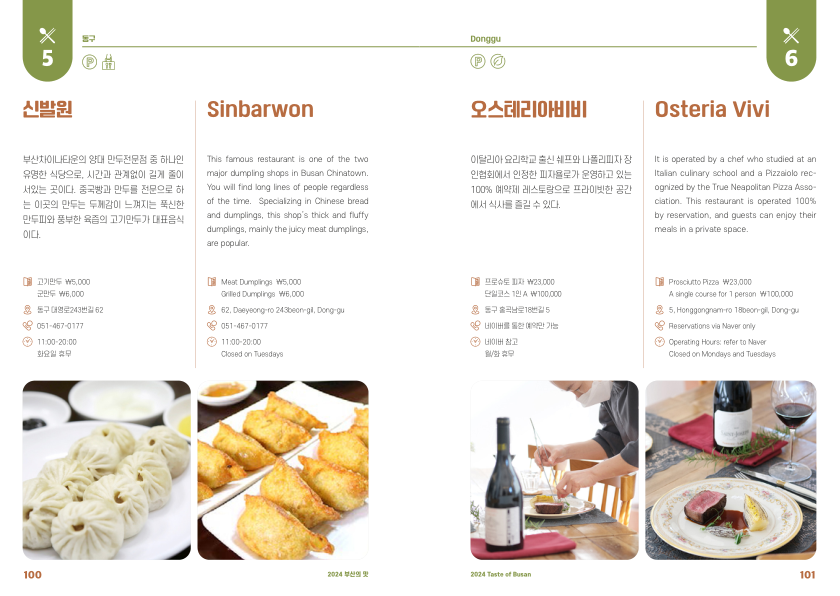 5
동구
신발원
부산차이나타운의 양대 만두전문점 중 하나인
유명한 식당으로, 시간과 관계없이 길게 줄이
서있는 곳이다. 중국빵과 만두를 전문으로 하
는 이곳의 만두는 두께감이 느껴지는 푹신한
만두피와 풍부한 육즙의 고기만두가 대표음식
이다.
고기만두 ₩5,000
군만두 ₩6,000
동구 대영로243번길 62
051-467-0177
11:00-20:00
화요일 휴무
Sinbarwon
This famous restaurant is one of the two
major dumpling shops in Busan Chinatown.
You will find long lines of people regardless
of the time. Specializing in Chinese bread
and dumplings, this shop's thick and fluffy
dumplings, mainly the juicy meat dumplings,
are popular.
Meat Dumplings ₩5,000
Grilled Dumplings ₩6,000
62, Daeyeong-ro 243beon-gil, Dong-gu
051-467-0177
11:00-20:00
Closed on Tuesdays
100
2024 부산의 맛
Donggu
6
오스테리아비비
이탈리아 요리학교 출신 쉐프와 나폴리피자 장
인협회에서 인정한 피자욜로가 운영하고 있는
100% 예약제 레스토랑으로 프라이빗한 공간
에서 식사를 즐길 수 있다.
프로슈토 피자 ₩23,000
단일코스 1인 A ₩100,000
동구 홍곡남로18번길 5
네이버를 통한 예약만 가능
네이버 참고
월/화 휴무
Osteria Vivi
It is operated by a chef who studied at an
Italian culinary school and a Pizzaiolo rec-
ognized by the True Neapolitan Pizza Asso-
ciation. This restaurant is operated 100%
by reservation, and guests can enjoy their
meals in a private space.
Prosciutto Pizza ₩23,000
A single course for 1 person ₩100,000
5, Honggongnam-ro 18beon-gil, Dong-gu
Reservations via Naver only
Operating Hours: refer to Naver
Closed on Mondays and Tuesdays
2024 Taste of Busan
101